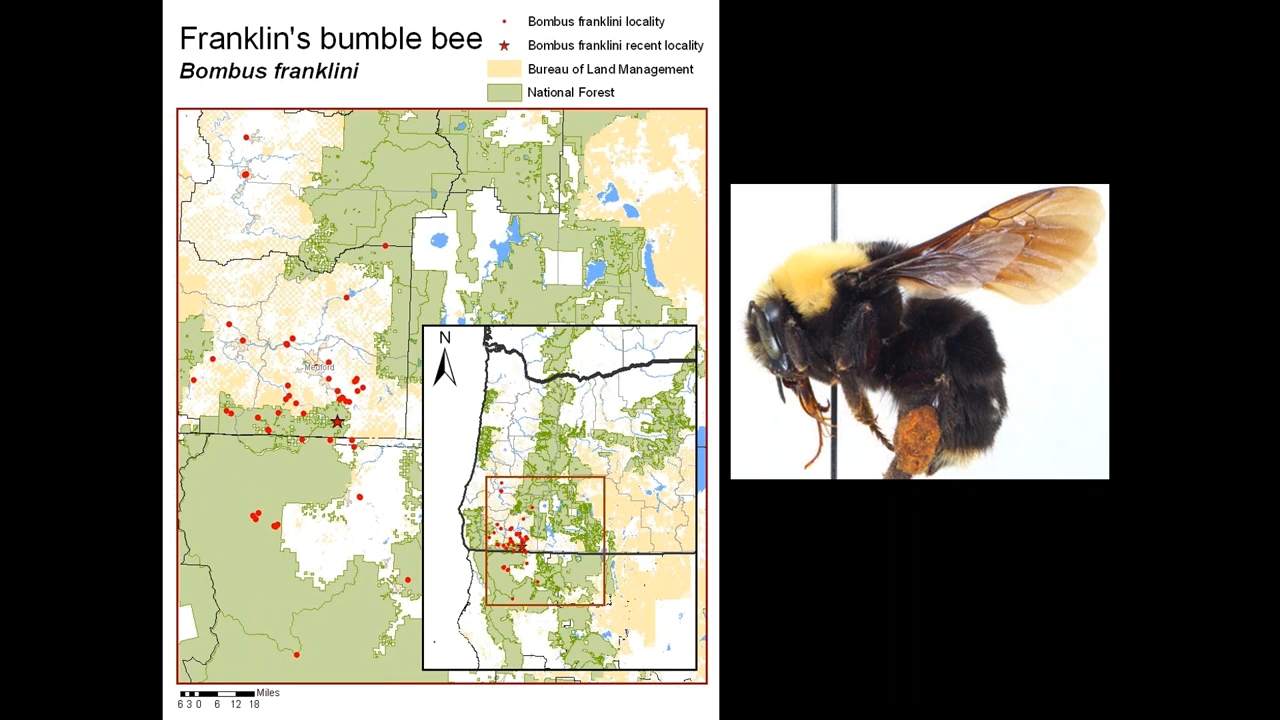 Franklin's bumble bee
Bombus franklini
Bombus franklini locality
Bombus franklini recent locality
Bureau of Land Management
National Forest
Medford
N
Miles
6 3 0 6 12 18